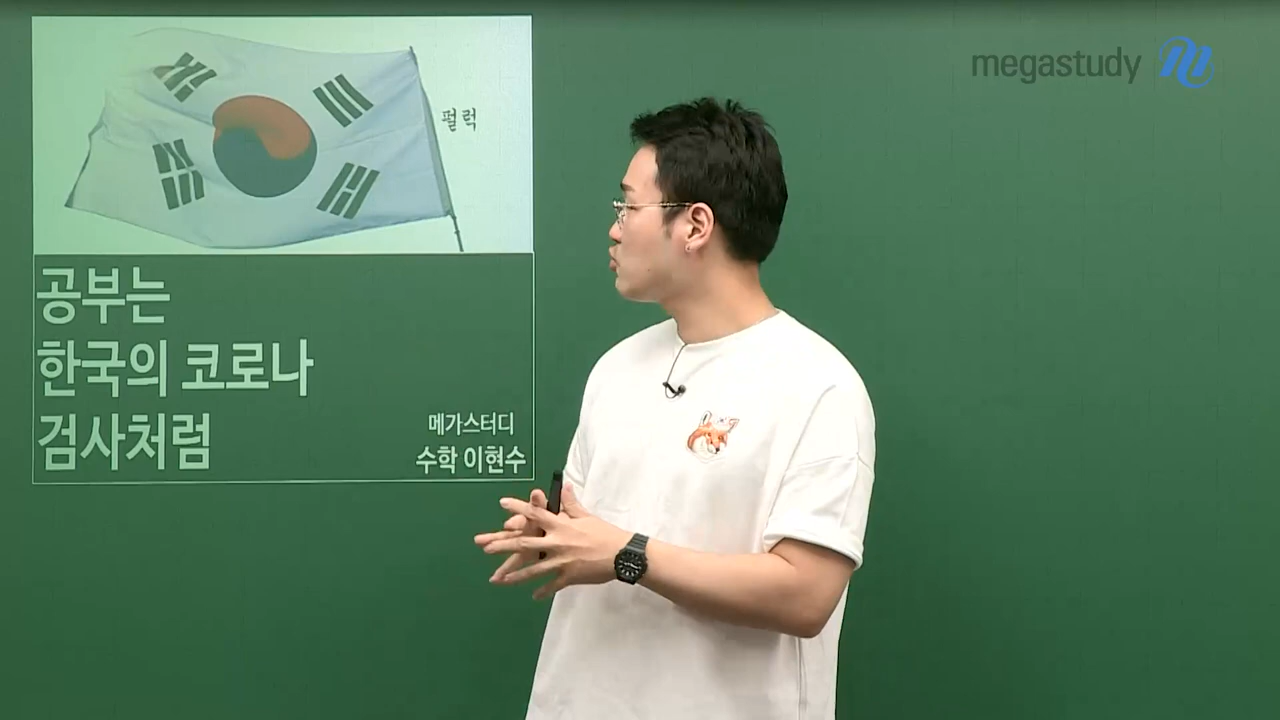 megastudy
펄럭
공부는
한국의 코로나
검사처럼
메가스터디
수학 이현수